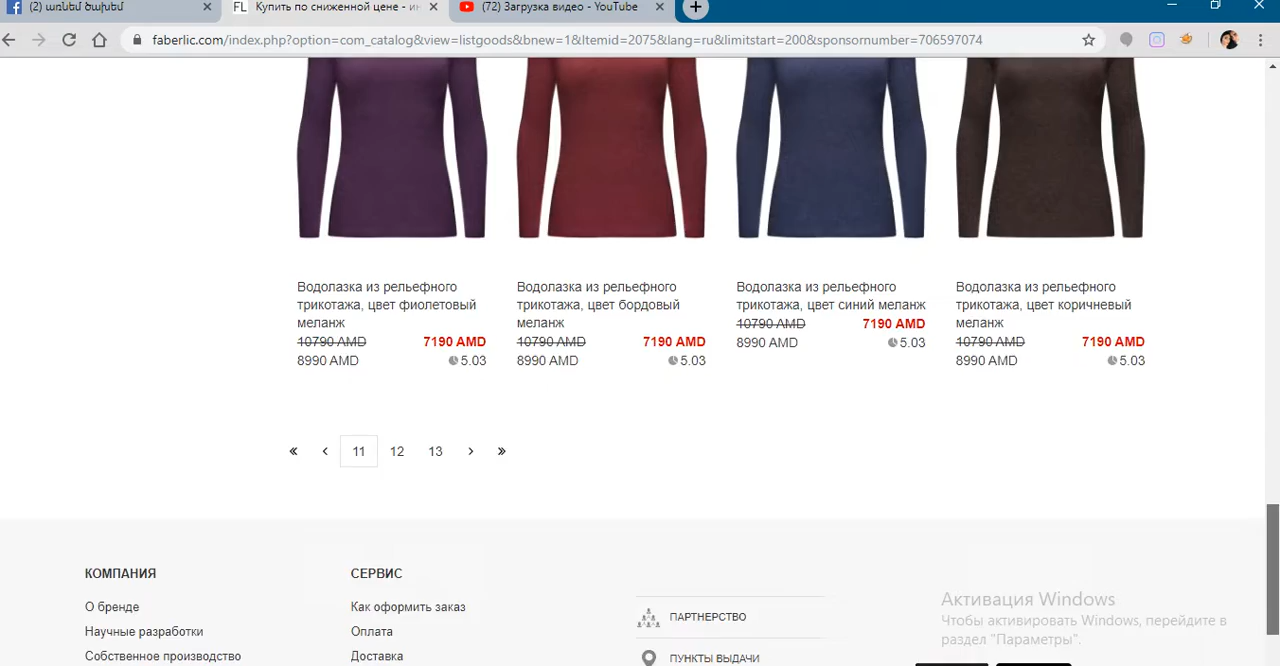 (2) առնեմ ծախեմ
FL Купить по сниженной цене - ин
(72) Загрузка видео - YouTube
faberlic.com/index.php?option=com_catalog&view=listgoods&bnew=1&Itemid=2075&lang=ru&limitstart=200&sponsornumber=706597074
Водолазка из рельефного
трикотажа, цвет фиолетовый
меланж
10790 AMD 7190 AMD
8990 AMD 5.03
Водолазка из рельефного
трикотажа, цвет бордовый
меланж
10790 AMD 7190 AMD
8990 AMD 5.03
Водолазка из рельефного
трикотажа, цвет синий меланж
10790 AMD 7190 AMD
8990 AMD 5.03
Водолазка из рельефного
трикотажа, цвет коричневый
меланж
10790 AMD 7190 AMD
8990 AMD 5.03
« ‹ 11 12 13 › »
КОМПАНИЯ
О бренде
Научные разработки
Собственное производство
СЕРВИС
Как оформить заказ
Оплата
Доставка
ПАРТНЕРСТВО
ПУНКТЫ ВЫДАЧИ
Активация Windows
Чтобы активировать Windows, перейдите в
раздел "Параметры".